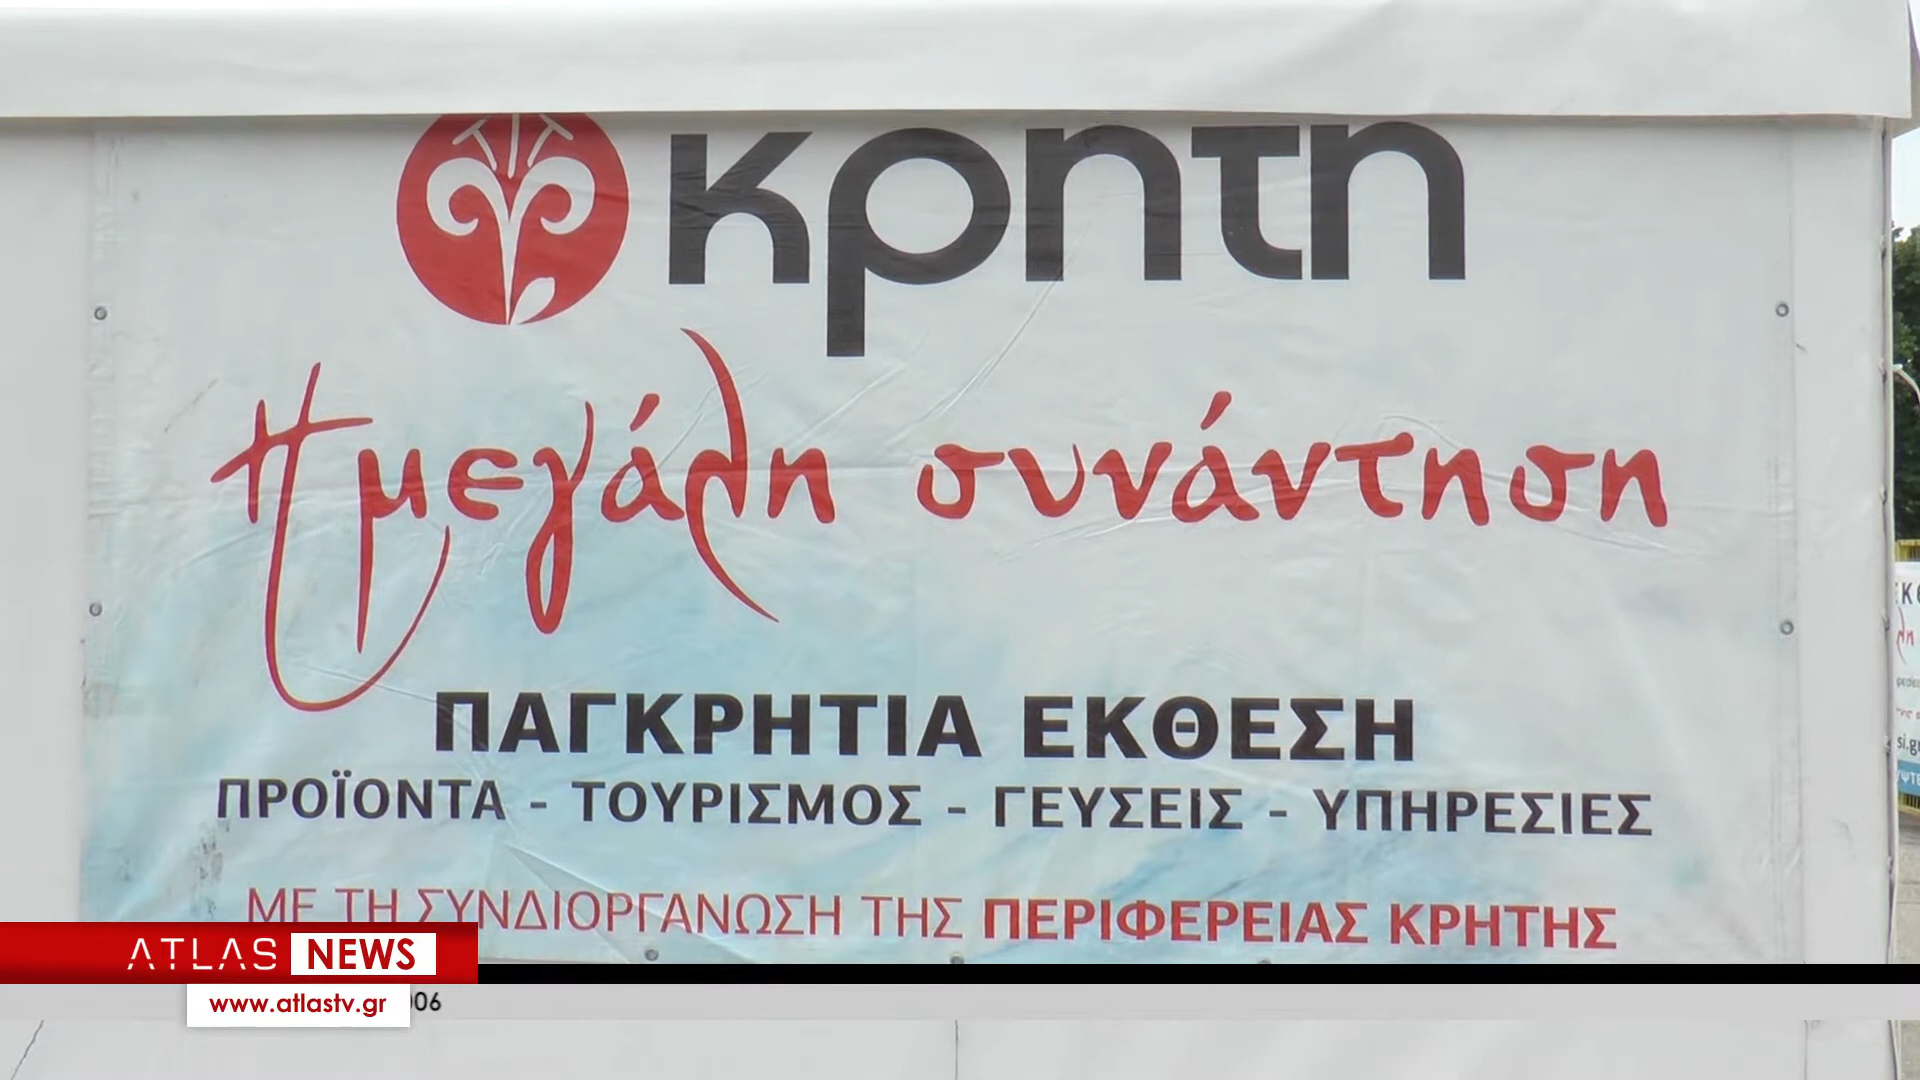 κρητη
Η μεγάλη συνάντηση
ΠΑΓΚΡΗΤΙΑ ΕΚΘΕΣΗ
ΠΡΟΪΟΝΤΑ - ΤΟΥΡΙΣΜΟΣ - ΓΕΥΣΕΙΣ - ΥΠΗΡΕΣΙΕΣ
ΜΕ ΤΗ ΣΥΝΔΙΟΡΓΑΝΩΣΗ ΤΗΣ ΠΕΡΙΦΕΡΕΙΑΣ ΚΡΗΤΗΣ
ATLAS NEWS
www.atlastv.gr